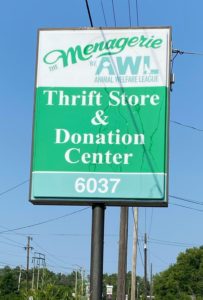 THE Menagerie
BY AWL
ANIMAL WELFARE LEAGUE
Thrift Store
&
Donation
Center
6037